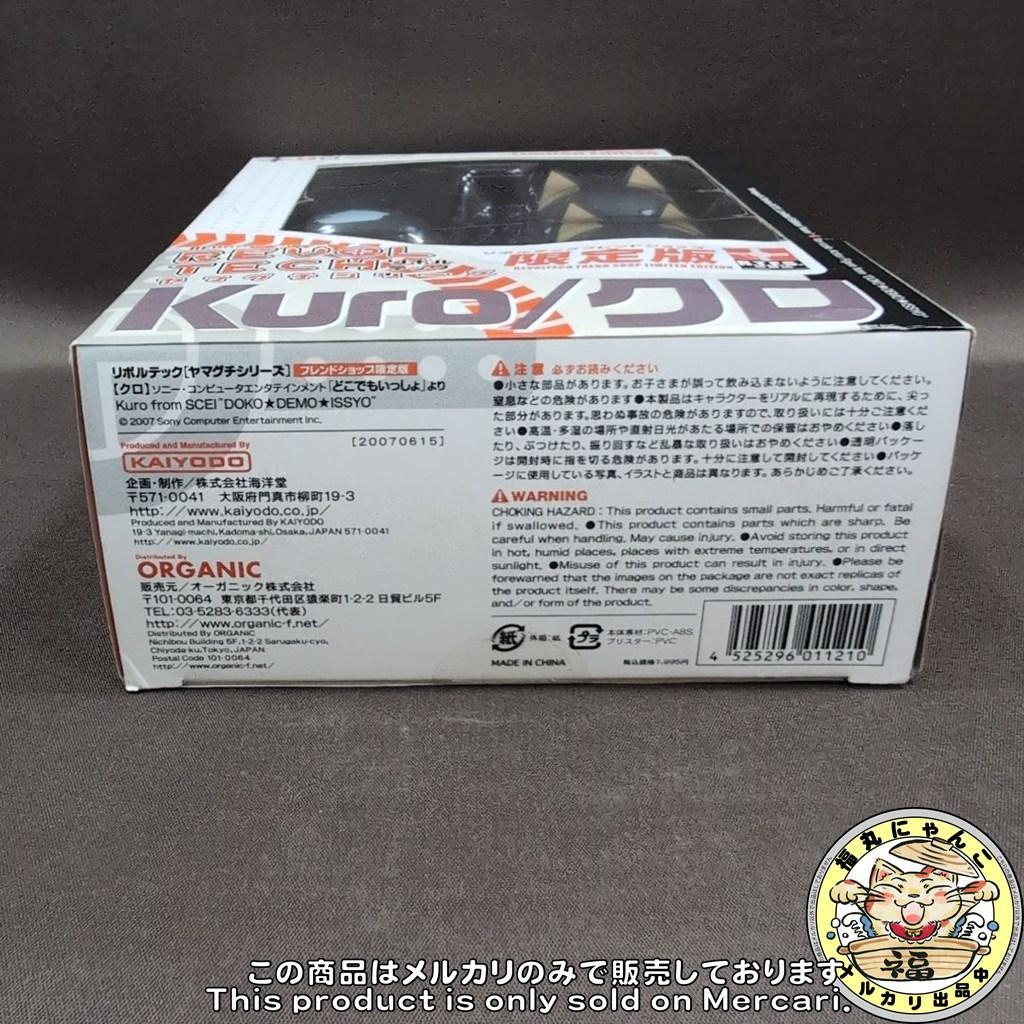 REVOL
TECH
限定版
REVOLTECH FREND SHOP LIMITED EDITION
Kuro/クロ
リボルテック[ヤマグチシリーズ] フレンドショップ限定版
【クロ】ソニー・コンピュータエンタテインメント「どこでもいっしょ」より
Kuro from SCEI"DOKO★DEMO★ISSYO"
©2007 Sony Computer Entertainment Inc.
Produced and Manufactured By
[20070615]
KAIYODO
企画・制作/株式会社海洋堂
〒571-0041 大阪府門真市柳町19-3
http://www.kaiyodo.co.jp/
Produced and Manufactured By KAIYODO
19-3 Yanagi-machi, Kadoma-shi, Osaka, JAPAN 571-0041
http://www.kaiyodo.co.jp/
Distributed By
ORGANIC
販売元/オーガニック株式会社
〒101-0064 東京都千代田区猿楽町1-2-2 日貿ビル5F
TEL:03-5283-6333(代表)
http://www.organic-f.net/
Distributed By ORGANIC
Nichibou Building 5F, 1-2-2 Sarugaku-cyo,
Chiyoda-ku, Tokyo, JAPAN
Postal Code 101-0064
http://www.organic-f.net/
注意 必ずお読みください
●小さな部品があります。お子さまが誤って飲み込まないように注意してください。
窒息などの危険があります●本製品はキャラクターをリアルに再現するために、尖っ
た部分があります。思わぬ事故の危険がありますので、取り扱いには十分ご注意くださ
い●高温・多湿の場所や直射日光があたる場所での保管はおやめください●落し
たり、ぶつけたり、振り回すなど乱暴な取り扱いはおやめください●透明パッケー
ジは開封時に指を切る危険があります。十分に注意して開封してください●パッケ
ージに使用している写真、イラストと商品は異なります。あらかじめご了承ください。
WARNING
CHOKING HAZARD : This product contains small parts. Harmful or fatal
if swallowed. ●This product contains parts which are sharp. Be
careful when handling. May cause injury. ●Avoid storing this product
in hot, humid places, places with extreme temperatures, or in direct
sunlight. ●Misuse of this product can result in injury. ●Please be
forewarned that the images on the package are not exact replicas of
the product itself. There may be some discrepancies in color, shape,
and/or form of the product.
紙 外箱:紙 プラ 本体素材:PVC・ABS
ブリスター:PVC
MADE IN CHINA
税込価格1,995円
4 525296 011210
福丸にゃんこ
福
メルカリ出品中
この商品はメルカリのみで販売しております。
This product is only sold on Mercari.